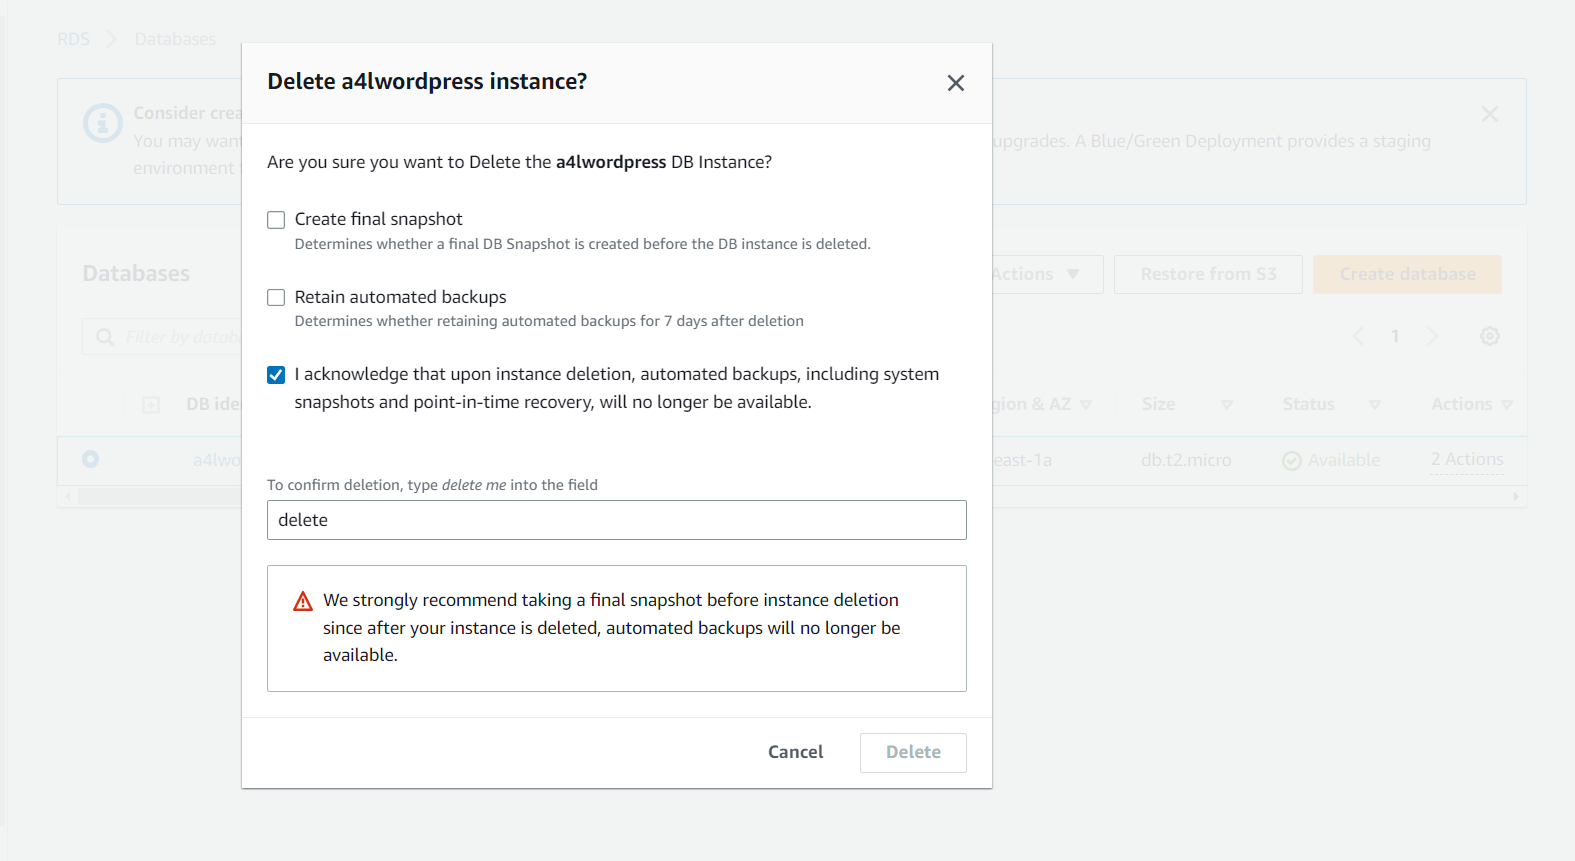 RDS > Databases
Delete a4lwordpress instance?
Consider crea
You may want
upgrades. A Blue/Green Deployment provides a staging
environment
Are you sure you want to Delete the a4lwordpress DB Instance?
Create final snapshot
Determines whether a final DB Snapshot is created before the DB instance is deleted.
Databases
Actions
Restore from S3
Create database
Retain automated backups
Determines whether retaining automated backups for 7 days after deletion
Filter by datab
1
I acknowledge that upon instance deletion, automated backups, including system
snapshots and point-in-time recovery, will no longer be available.
DB ide
gion & AZ
Size
Status
Actions
a4lwo
east-1a
db.t2.micro
Available
2 Actions
To confirm deletion, type delete me into the field
delete
We strongly recommend taking a final snapshot before instance deletion
since after your instance is deleted, automated backups will no longer be
available.
Cancel
Delete